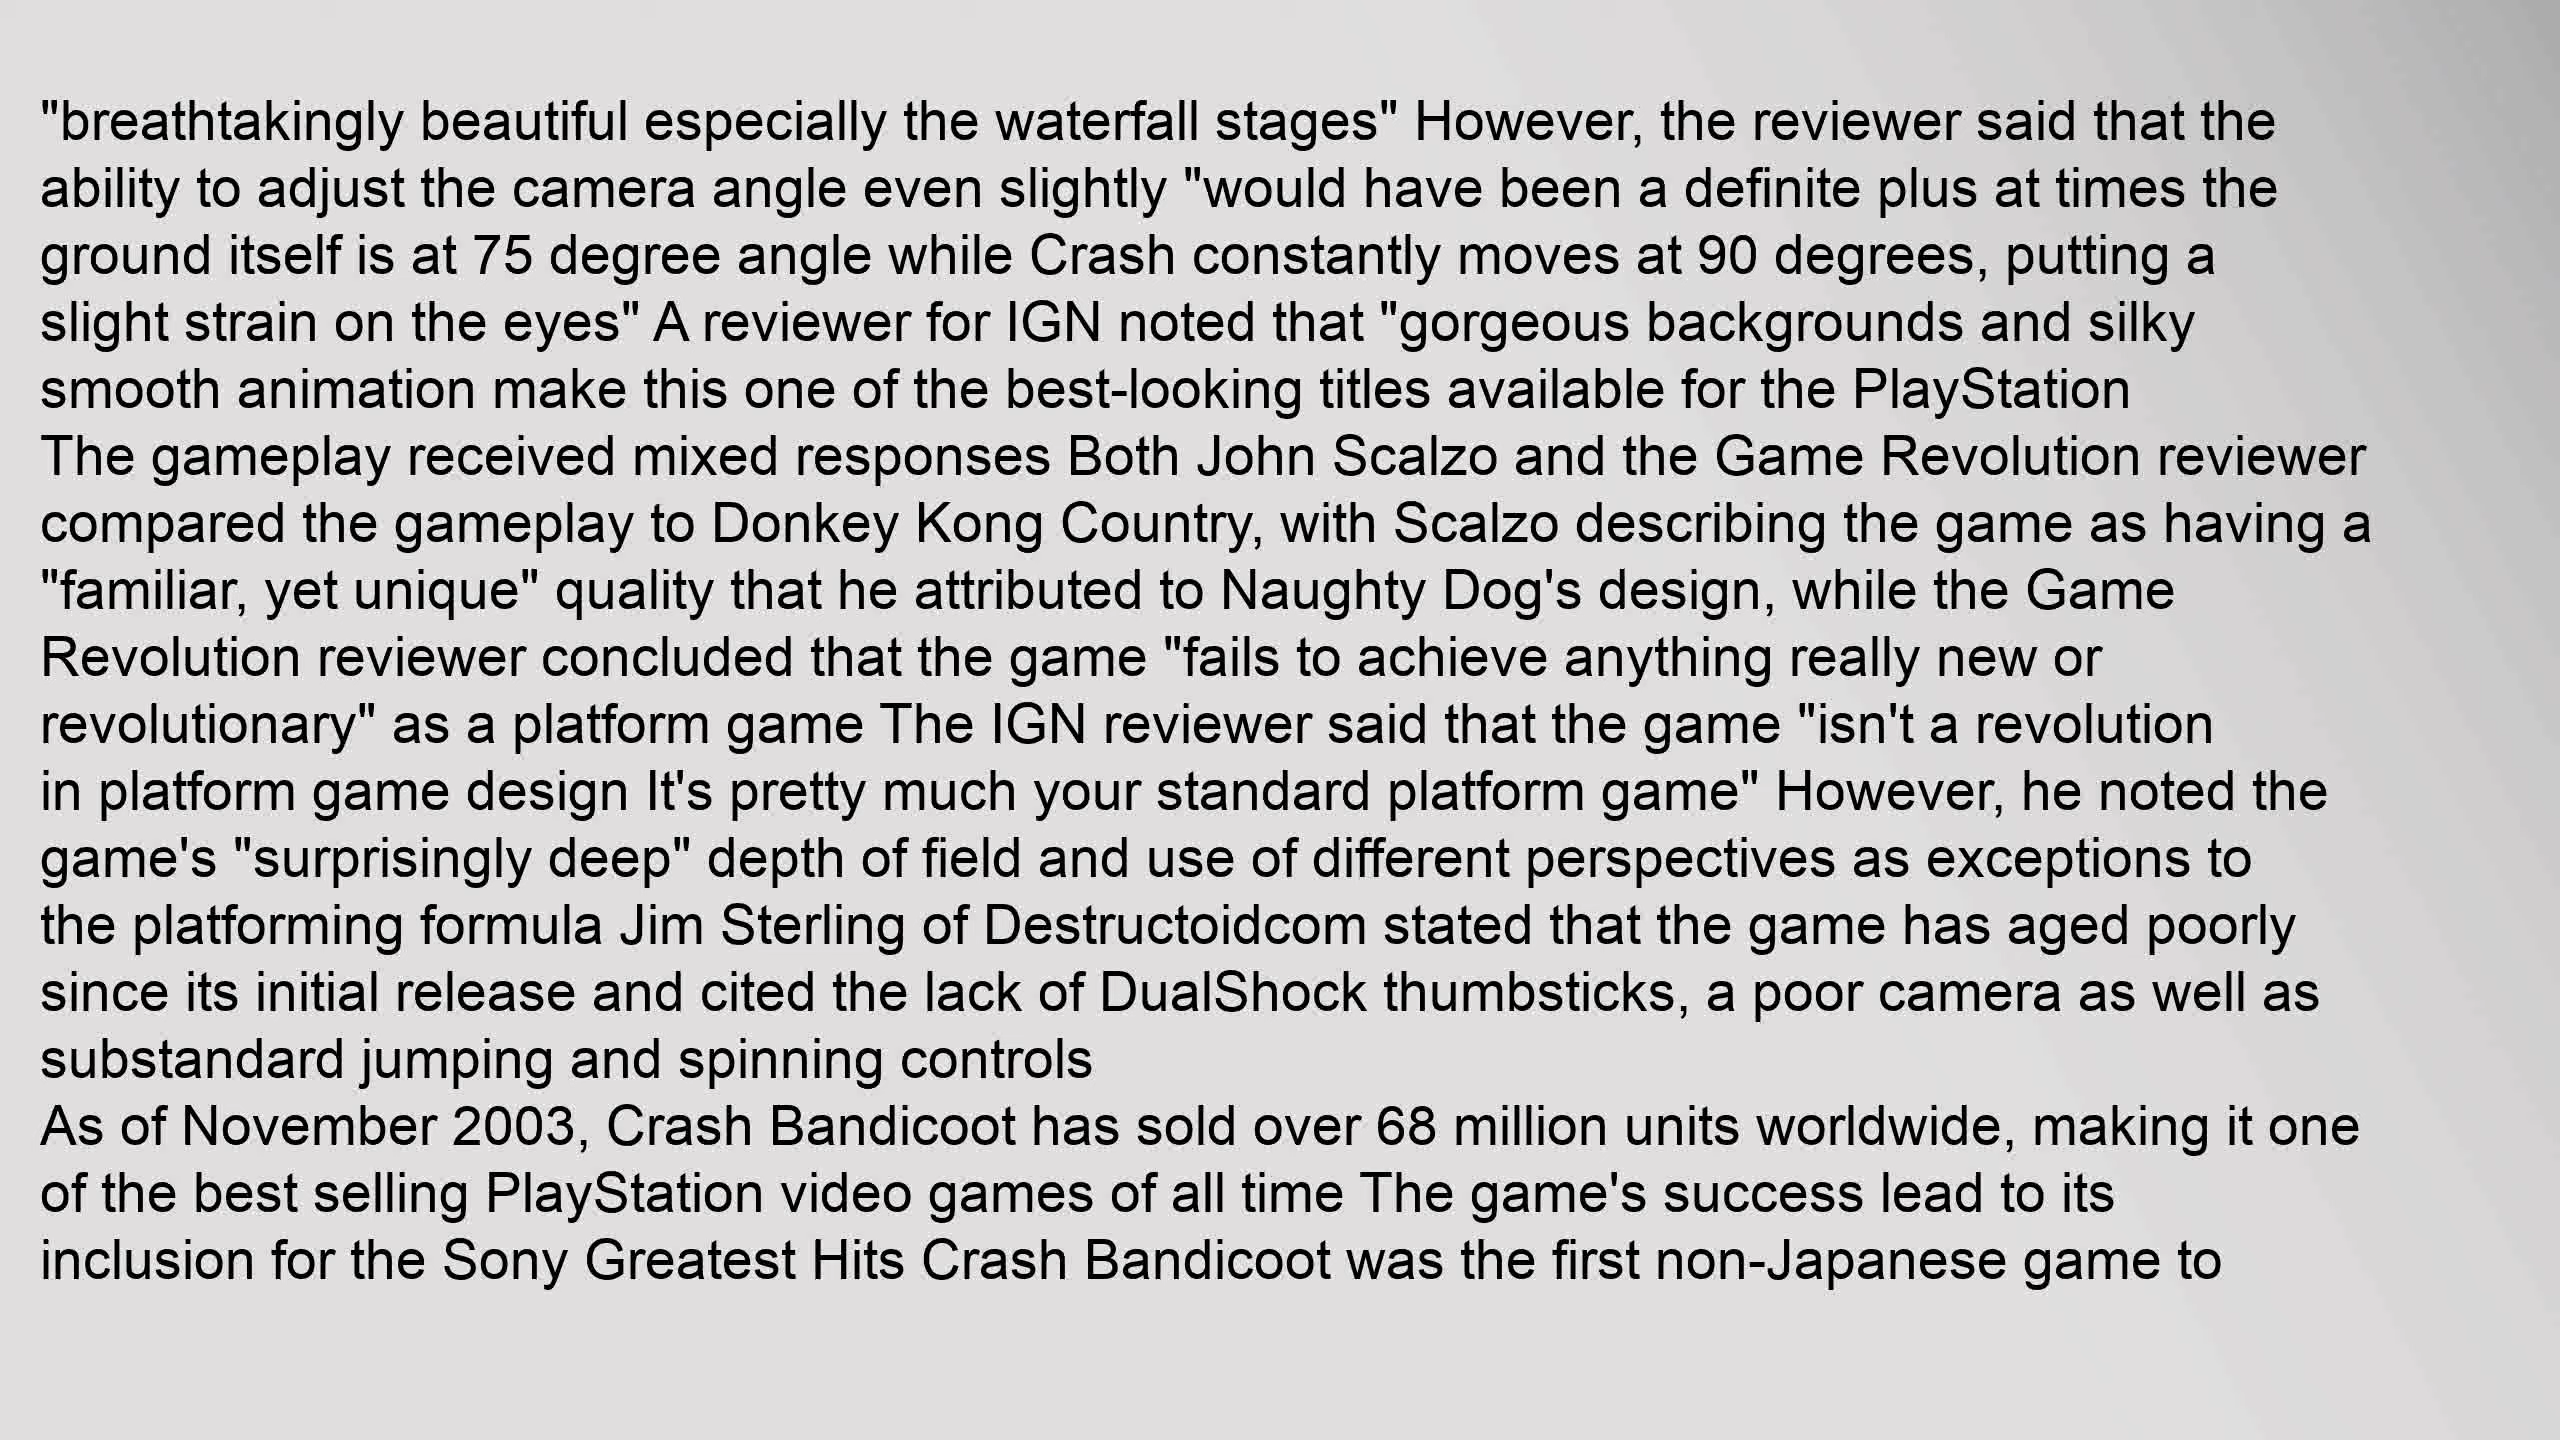 "breathtakingly beautiful especially the waterfall stages" However, the reviewer said that the
ability to adjust the camera angle even slightly "would have been a definite plus at times the
ground itself is at 75 degree angle while Crash constantly moves at 90 degrees, putting a
slight strain on the eyes" A reviewer for IGN noted that "gorgeous backgrounds and silky
smooth animation make this one of the best-looking titles available for the PlayStation
The gameplay received mixed responses Both John Scalzo and the Game Revolution reviewer
compared the gameplay to Donkey Kong Country, with Scalzo describing the game as having a
"familiar, yet unique" quality that he attributed to Naughty Dog's design, while the Game
Revolution reviewer concluded that the game "fails to achieve anything really new or
revolutionary" as a platform game The IGN reviewer said that the game "isn't a revolution
in platform game design It's pretty much your standard platform game" However, he noted the
game's "surprisingly deep" depth of field and use of different perspectives as exceptions to
the platforming formula Jim Sterling of Destructoidcom stated that the game has aged poorly
since its initial release and cited the lack of DualShock thumbsticks, a poor camera as well as
substandard jumping and spinning controls
As of November 2003, Crash Bandicoot has sold over 68 million units worldwide, making it one
of the best selling PlayStation video games of all time The game's success lead to its
inclusion for the Sony Greatest Hits Crash Bandicoot was the first non-Japanese game to